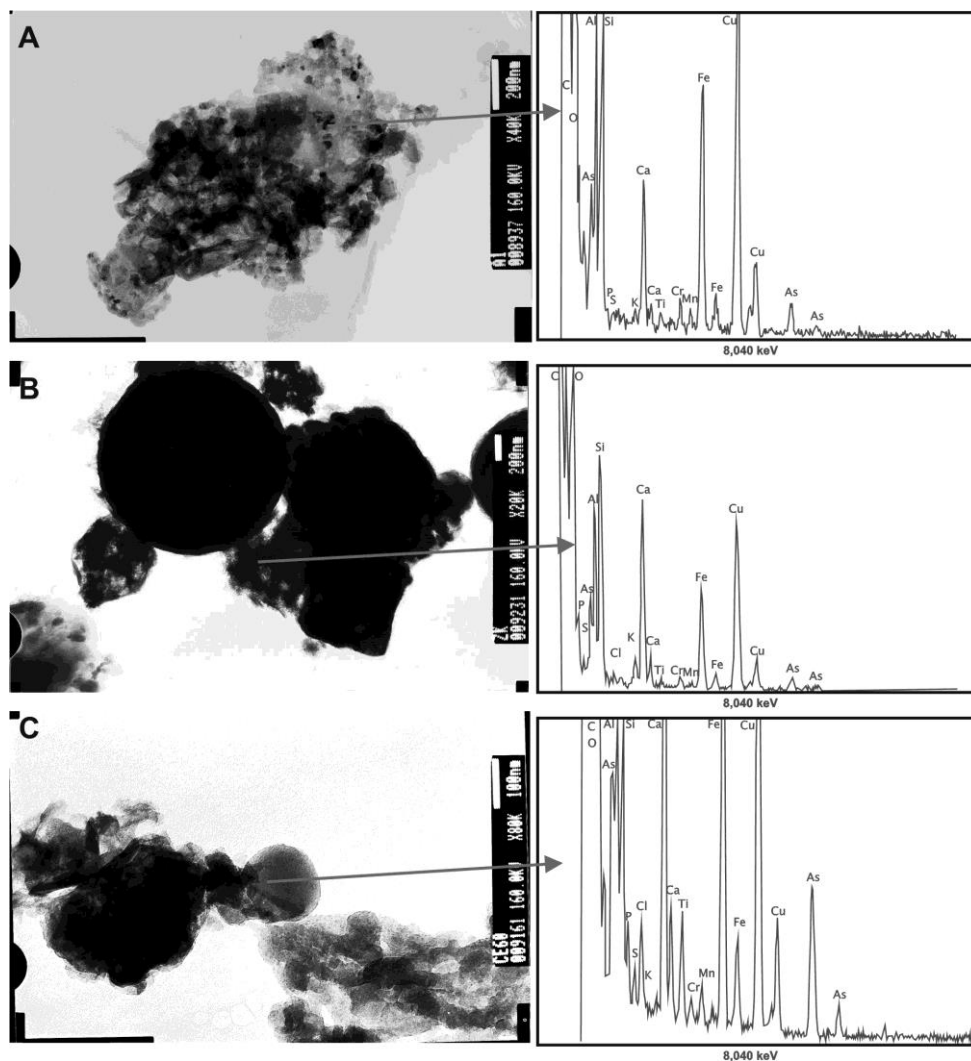 A
A1
008937 160.0KV X40K 200nm
C
O
Al
Si
As
P
S
K
Ca
Ca
Ti
Cr
Mn
Fe
Fe
Cu
Cu
As
As
8,040 keV
B
009231 160.0KV X20K 200nm
C
O
P
S
As
Al
Si
Cl
K
Ca
Ca
Ti
Cr
Mn
Fe
Fe
Cu
Cu
As
As
8,040 keV
C
CE60
009161 160.0KV X80K 100nm
C
O
As
Al
Si
P
S
Cl
K
Ca
Ca
Ti
Cr
Mn
Fe
Fe
Cu
Cu
As
As
8,040 keV